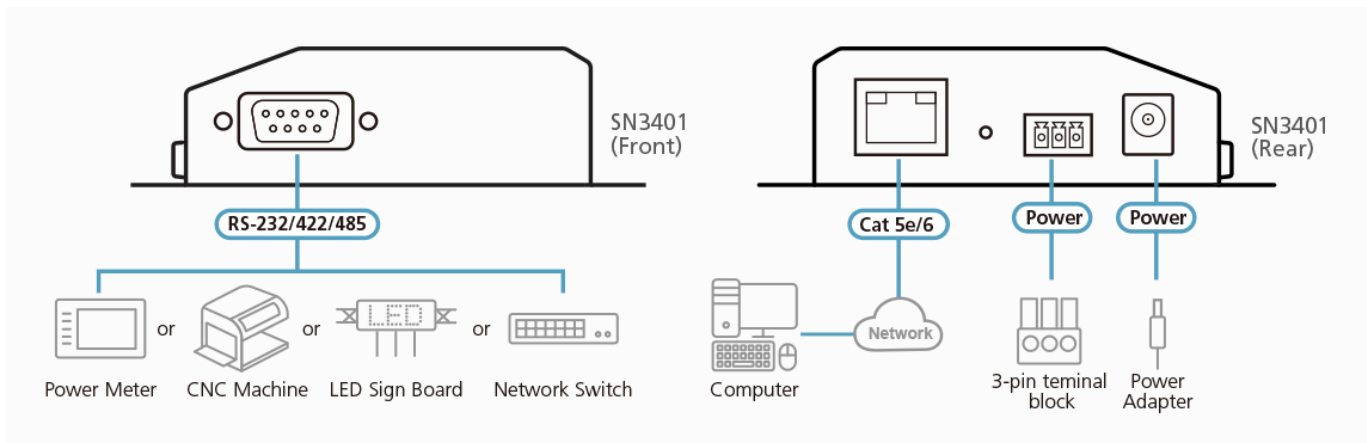 SN3401
(Front)
RS-232/422/485
or
or
LED
or
Power Meter
CNC Machine
LED Sign Board
Network Switch
SN3401
(Rear)
Cat 5e/6
Power
Power
Network
Computer
3-pin teminal
block
Power
Adapter